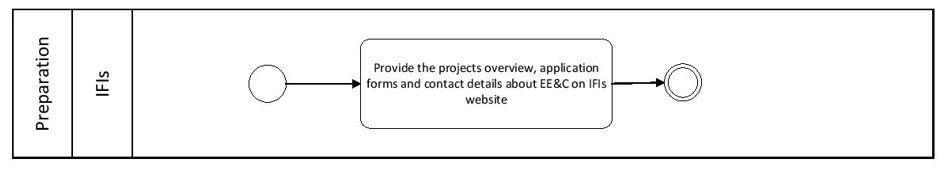 Preparation
IFIs
Provide the projects overview, application
forms and contact details about EE&C on IFIs
website